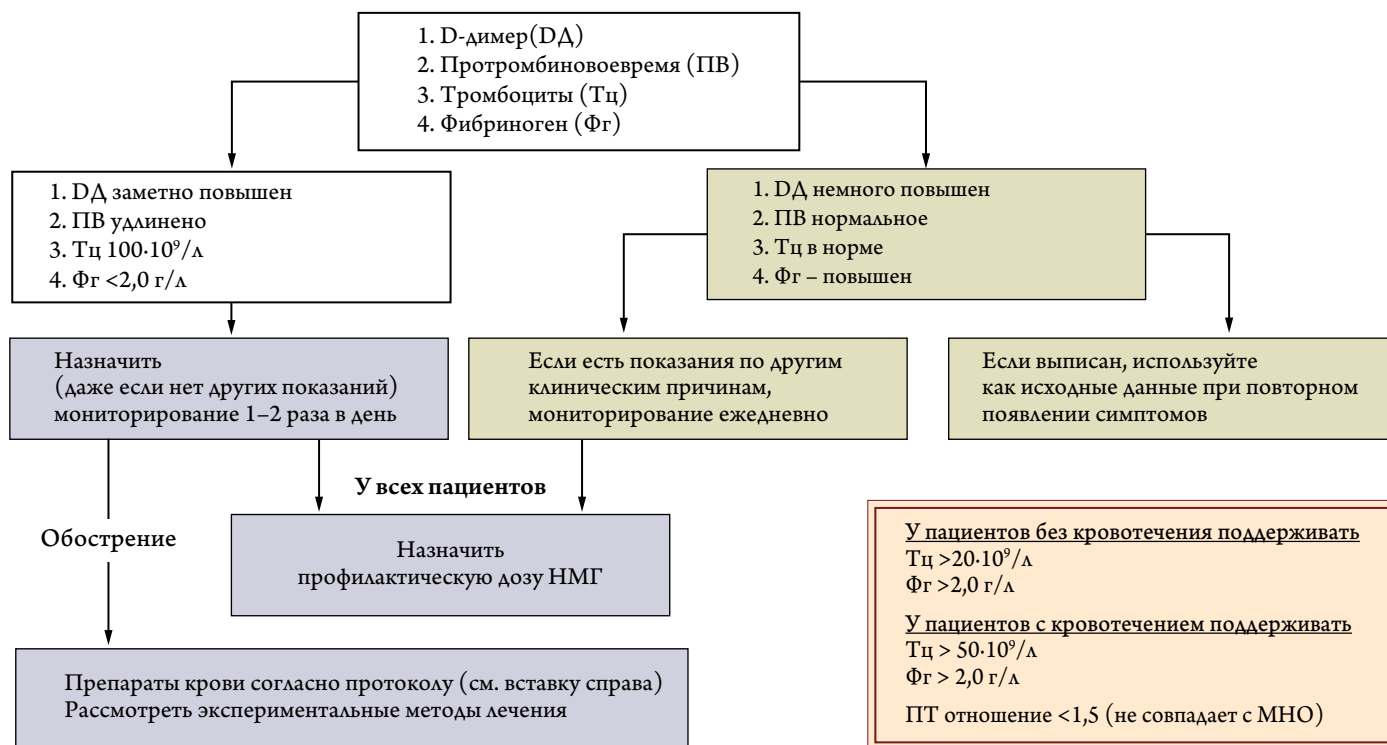 1. D-димер(DД)
2. Протромбиновоевремя (ПВ)
3. Тромбоциты (Тц)
4. Фибриноген (Фг)
1. DД заметно повышен
2. ПВ удлинено
3. Тц 100·10⁹/л
4. Фг <2,0 г/л
1. DД немного повышен
2. ПВ нормальное
3. Тц в норме
4. Фг – повышен
Назначить
(даже если нет других показаний)
мониторирование 1–2 раза в день
Если есть показания по другим
клиническим причинам,
мониторирование ежедневно
Если выписан, используйте
как исходные данные при повторном
появлении симптомов
У всех пациентов
Обострение
Назначить
профилактическую дозу НМГ
Препараты крови согласно протоколу (см. вставку справа)
Рассмотреть экспериментальные методы лечения
У пациентов без кровотечения поддерживать
Тц >20·10⁹/л
Фг >2,0 г/л
У пациентов с кровотечением поддерживать
Тц > 50·10⁹/л
Фг > 2,0 г/л
ПТ отношение <1,5 (не совпадает с МНО)